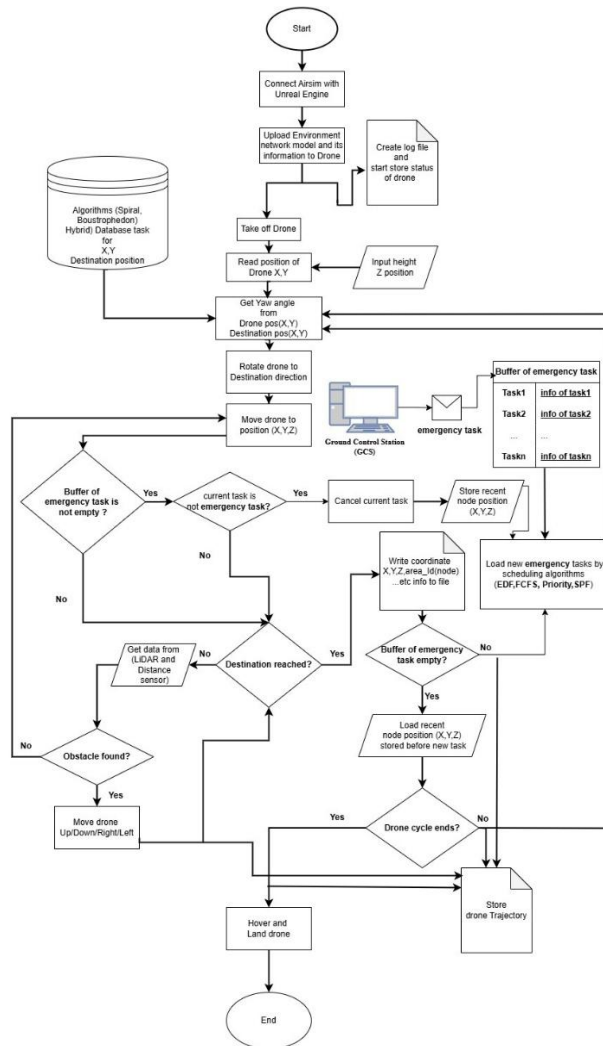 Start
Connect Airsim with
Unreal Engine
Upload Environment
network model and its
information to Drone
Create log file
and
start store status
of drone
Algorithms (Spiral,
Boustrophedon)
Hybrid) Database task
for
X,Y
Destination position
Take off Drone
Read position of
Drone X,Y
Input height
Z position
Get Yaw angle
from
Drone pos(X,Y)
Destination pos(X,Y)
Rotate drone to
Destination direction
Move drone to
position (X,Y,Z)
Ground Control Station
(GCS)
emergency task
Buffer of emergency task
Task1 info of task1
Task2 info of task2
... ...
Taskn info of taskn
Buffer of
emergency task is
not empty ?
Yes
current task is
not emergency task?
Yes
Cancel current task
Store recent
node position
(X,Y,Z)
No
No
Write coordinate
X,Y,Z,area_Id(node)
...etc info to file
Load new emergency tasks by
scheduling algorithms
(EDF,FCFS, Priority,SPF)
Get data from
(LiDAR and
Distance
sensor)
No
Destination reached?
Yes
Buffer of emergency
task empty?
No
Yes
Load recent
node position (X,Y,Z)
stored before new task
No
Obstacle found?
Yes
Move drone
Up/Down/Right/Left
Yes
Drone cycle ends?
No
Store
drone Trajectory
Hover and
Land drone
End